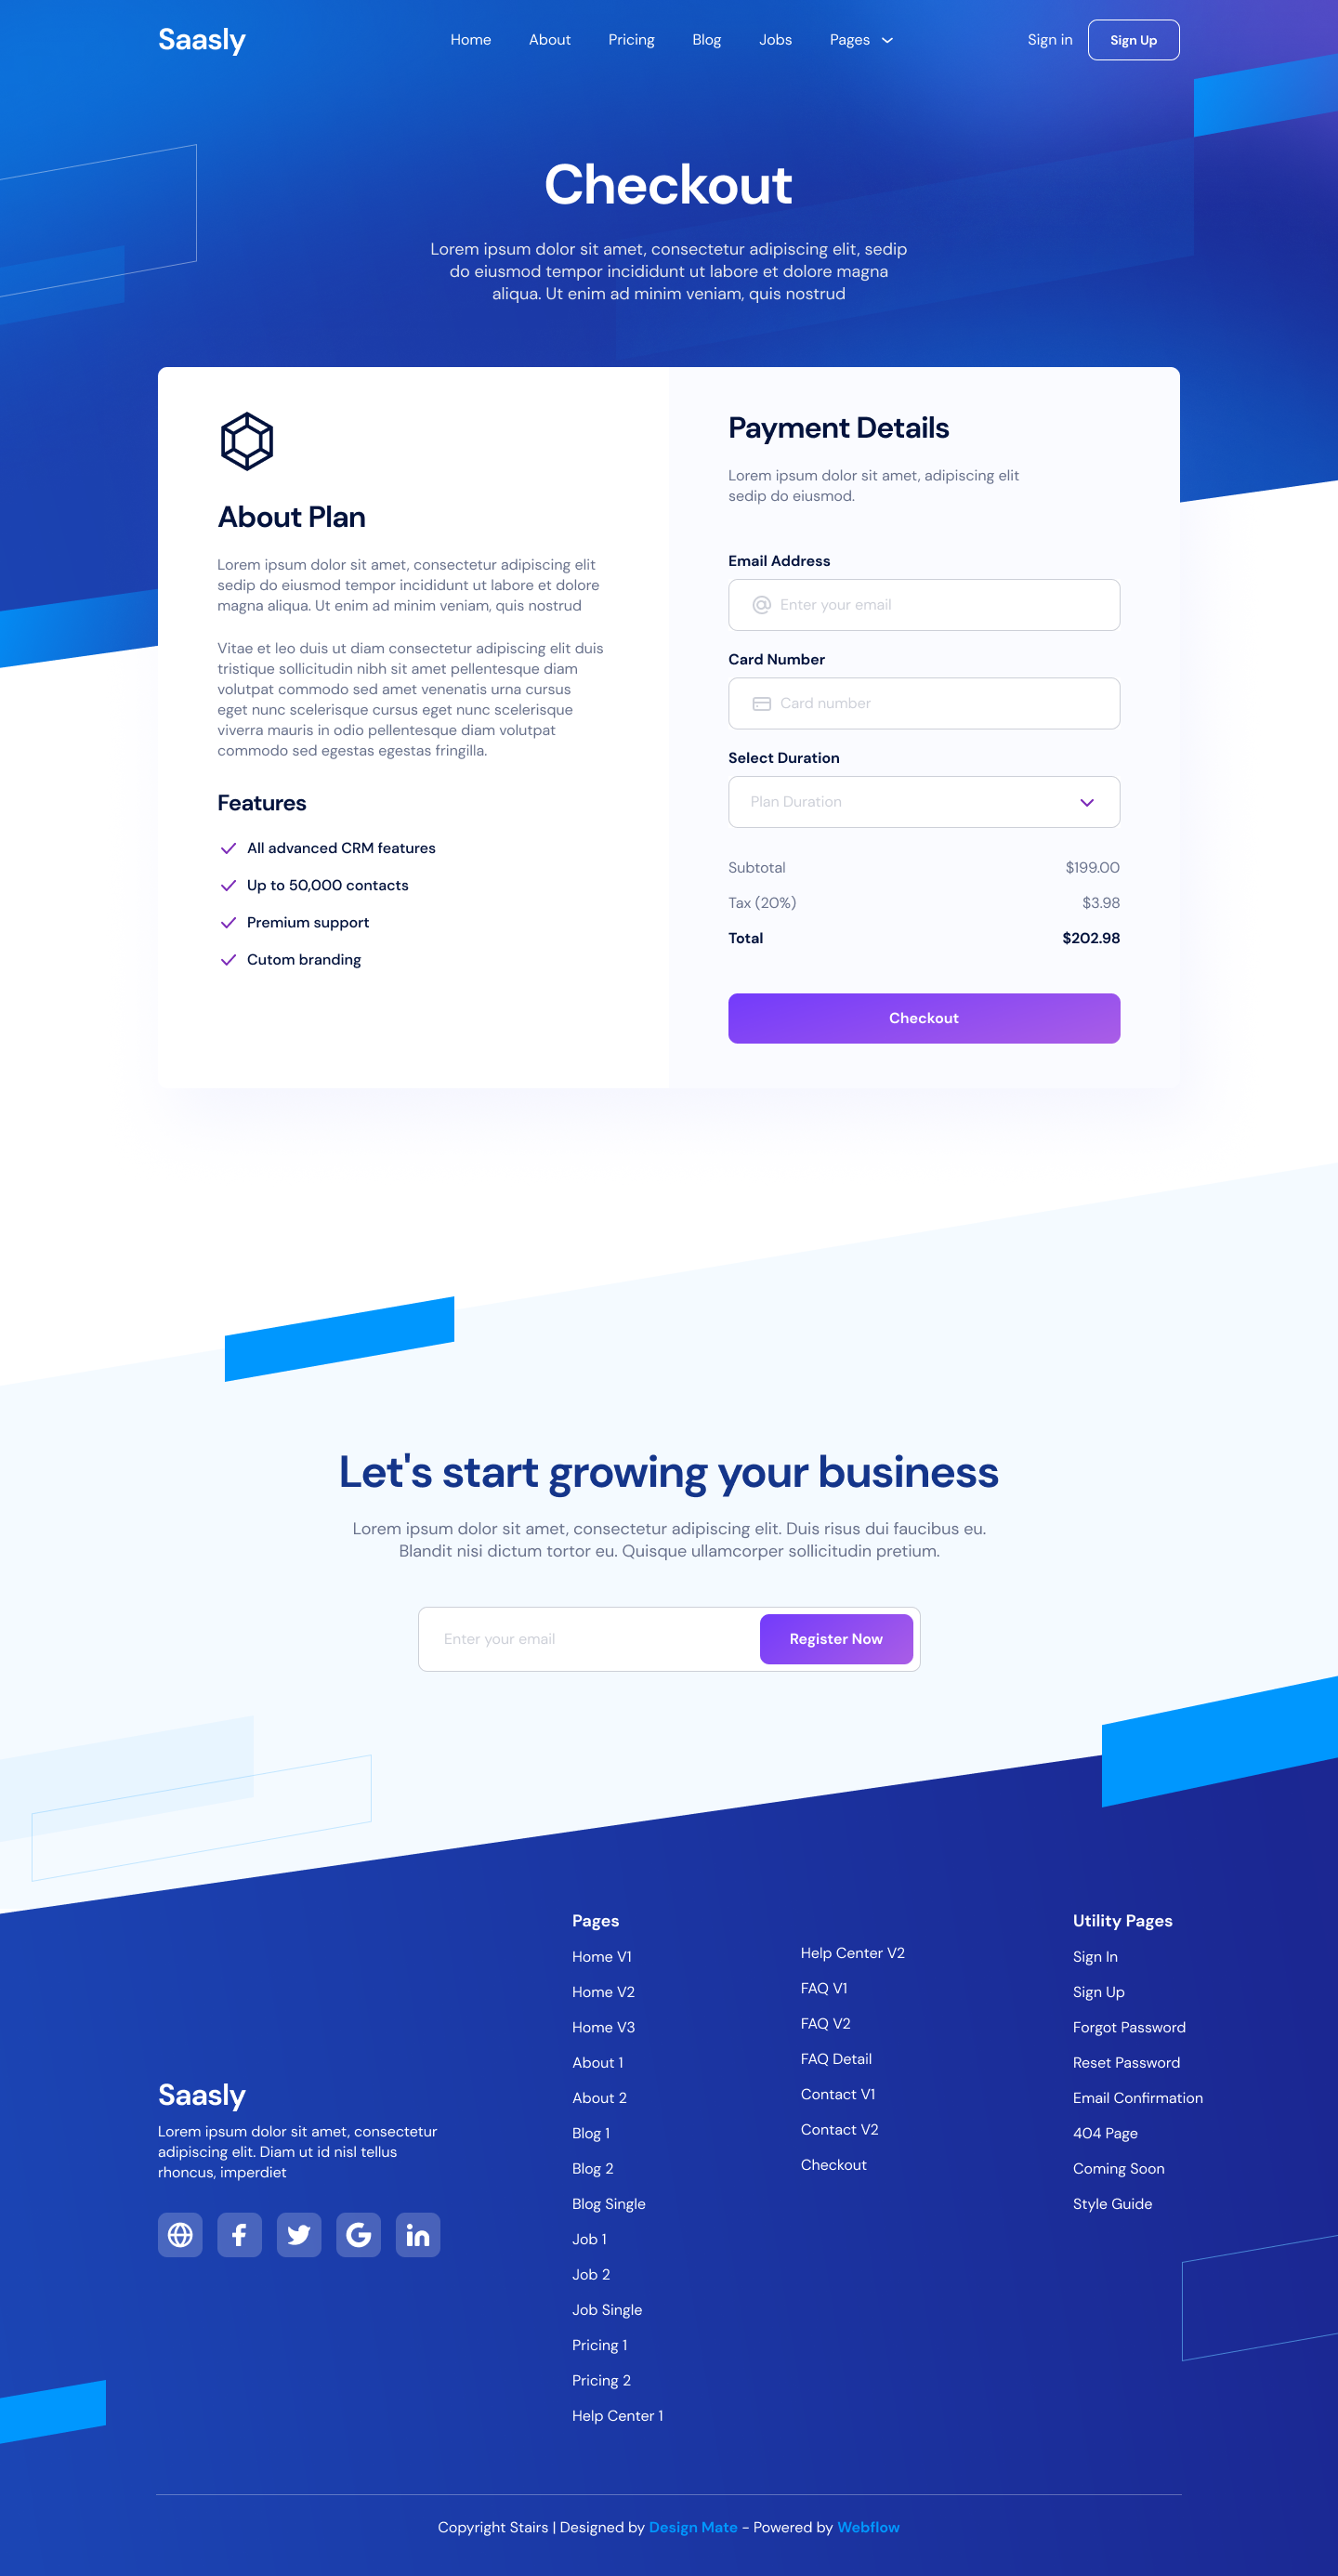 Saasly
Home About Pricing Blog Jobs Pages
Sign in Sign Up
Checkout
Lorem ipsum dolor sit amet, consectetur adipiscing elit, sedip
do eiusmod tempor incididunt ut labore et dolore magna
aliqua. Ut enim ad minim veniam, quis nostrud
About Plan
Lorem ipsum dolor sit amet, consectetur adipiscing elit
sedip do eiusmod tempor incididunt ut labore et dolore
magna aliqua. Ut enim ad minim veniam, quis nostrud
Vitae et leo duis ut diam consectetur adipiscing elit duis
tristique sollicitudin nibh sit amet pellentesque diam
volutpat commodo sed amet venenatis urna cursus
eget nunc scelerisque cursus eget nunc scelerisque
viverra mauris in odio pellentesque diam volutpat
commodo sed egestas egestas fringilla.
Features
All advanced CRM features
Up to 50,000 contacts
Premium support
Cutom branding
Payment Details
Lorem ipsum dolor sit amet, adipiscing elit
sedip do eiusmod.
Email Address
Enter your email
Card Number
Card number
Select Duration
Plan Duration
Subtotal $199.00
Tax (20%) $3.98
Total $202.98
Checkout
Let's start growing your business
Lorem ipsum dolor sit amet, consectetur adipiscing elit. Duis risus dui faucibus eu.
Blandit nisi dictum tortor eu. Quisque ullamcorper sollicitudin pretium.
Enter your email
Register Now
Saasly
Lorem ipsum dolor sit amet, consectetur
adipiscing elit. Diam ut id nisl tellus
rhoncus, imperdiet
Pages
Home V1
Home V2
Home V3
About 1
About 2
Blog 1
Blog 2
Blog Single
Job 1
Job 2
Job Single
Pricing 1
Pricing 2
Help Center 1
Help Center V2
FAQ V1
FAQ V2
FAQ Detail
Contact V1
Contact V2
Checkout
Utility Pages
Sign In
Sign Up
Forgot Password
Reset Password
Email Confirmation
404 Page
Coming Soon
Style Guide
Copyright Stairs | Designed by Design Mate - Powered by Webflow